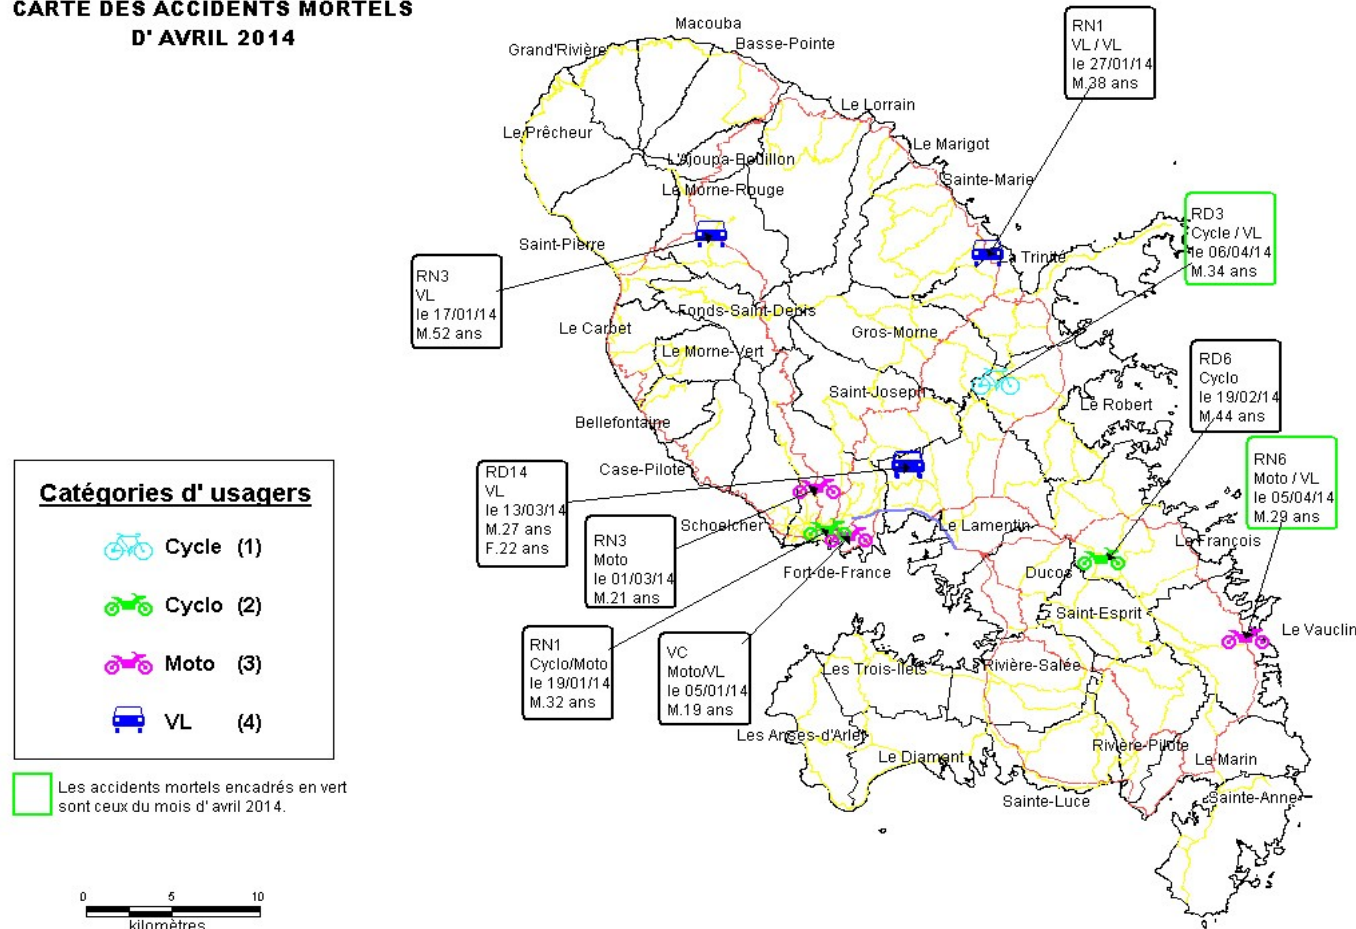 CARTE DES ACCIDENTS MORTELS
D' AVRIL 2014
Macouba
Grand'Rivière
Basse-Pointe
RN1
VL / VL
le 27/01/14
M.38 ans
Le Lorrain
Le Prêcheur
Le Marigot
L'Ajoupa-Bouillon
Sainte-Marie
Le Morne-Rouge
RD3
Cycle / VL
le 06/04/14
M.34 ans
Saint-Pierre
La Trinité
RN3
VL
le 17/01/14
M.52 ans
Fonds-Saint-Denis
Le Carbet
Gros-Morne
Le Morne-Vert
RD6
Cyclo
le 19/02/14
M.44 ans
Saint-Joseph
Le Robert
Bellefontaine
RN6
Moto / VL
le 05/04/14
M.29 ans
Case-Pilote
RD14
VL
le 13/03/14
M.27 ans
F.22 ans
Schoelcher
Le Lamentin
RN3
Moto
le 01/03/14
M.21 ans
Le François
Fort-de-France
Ducos
Saint-Esprit
Le Vauclin
RN1
Cyclo/Moto
le 19/01/14
M.32 ans
VC
Moto/VL
le 05/01/14
M.19 ans
Les Trois-Ilets
Rivière-Salée
Les Anses-d'Arlet
Le Diamant
Rivière-Pilote
Le Marin
Sainte-Luce
Sainte-Anne
Catégories d' usagers
Cycle (1)
Cyclo (2)
Moto (3)
VL (4)
Les accidents mortels encadrés en vert
sont ceux du mois d' avril 2014.
0 5 10
kilomètres